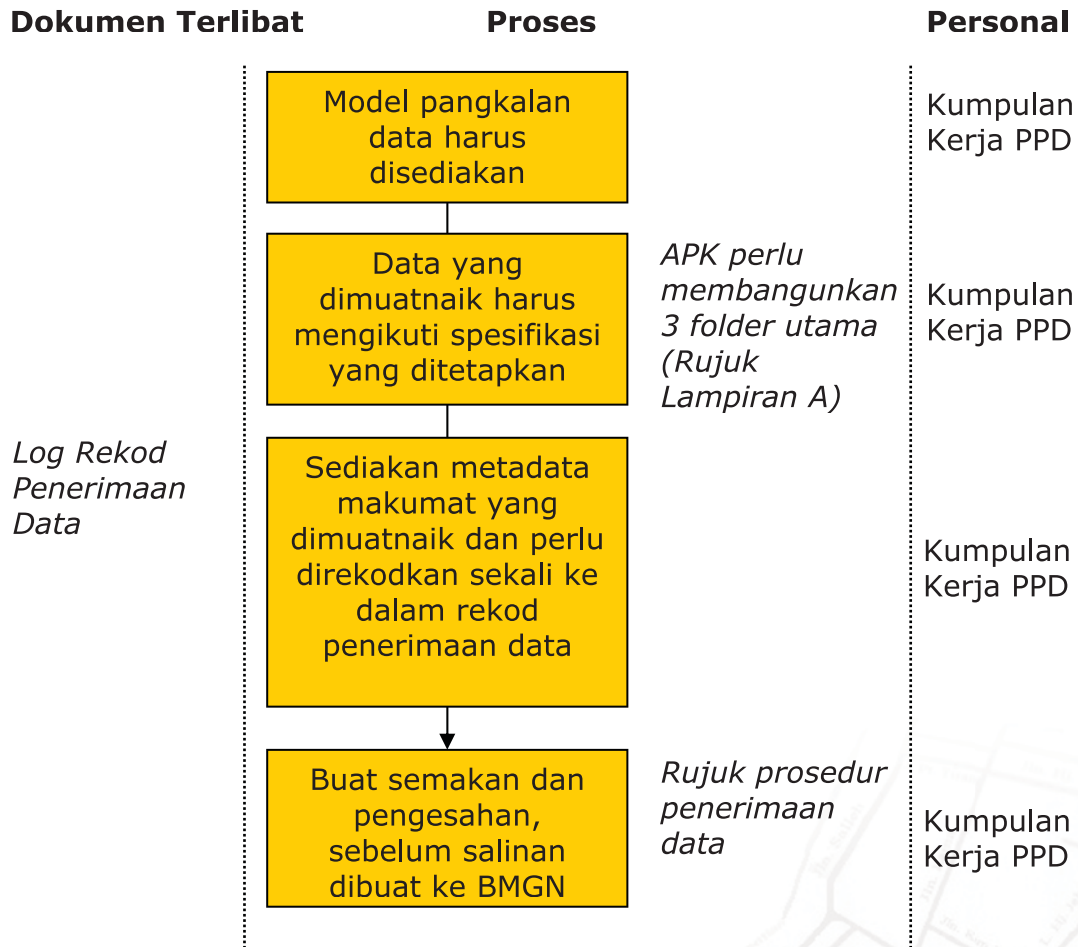 Dokumen Terlibat
Proses
Personal
Model pangkalan
data harus
disediakan
Kumpulan
Kerja PPD
Data yang
dimuatnaik harus
mengikuti spesifikasi
yang ditetapkan
APK perlu
membangunkan
3 folder utama
(Rujuk
Lampiran A)
Kumpulan
Kerja PPD
Log Rekod
Penerimaan
Data
Sediakan metadata
makumat yang
dimuatnaik dan perlu
direkodkan sekali ke
dalam rekod
penerimaan data
Kumpulan
Kerja PPD
Buat semakan dan
pengesahan,
sebelum salinan
dibuat ke BMGN
Rujuk prosedur
penerimaan
data
Kumpulan
Kerja PPD